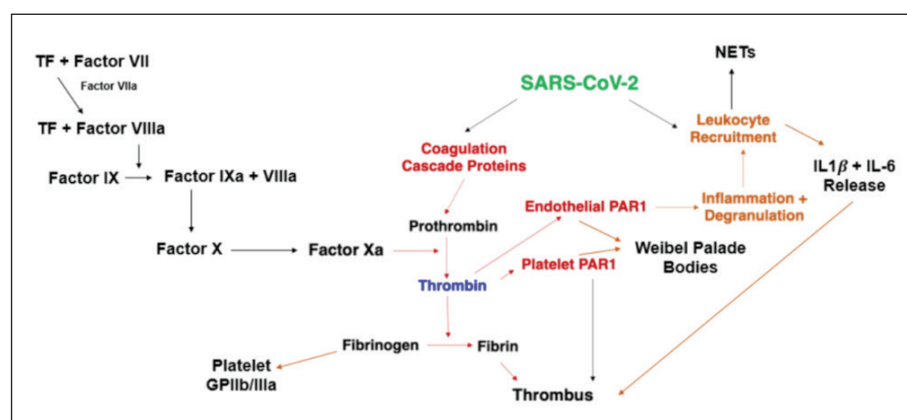 NETs
TF + Factor VII
Factor VIIa
SARS-CoV-2
TF + Factor VIIIa
Leukocyte
Recruitment
Coagulation
Cascade Proteins
IL1β + IL-6
Release
Factor IX
Factor IXa + VIIIa
Endothelial PAR1
Inflammation +
Degranulation
Prothrombin
Factor X
Factor Xa
Weibel Palade
Bodies
Platelet PAR1
Thrombin
Fibrinogen
Fibrin
Platelet
GPIIb/IIIa
Thrombus